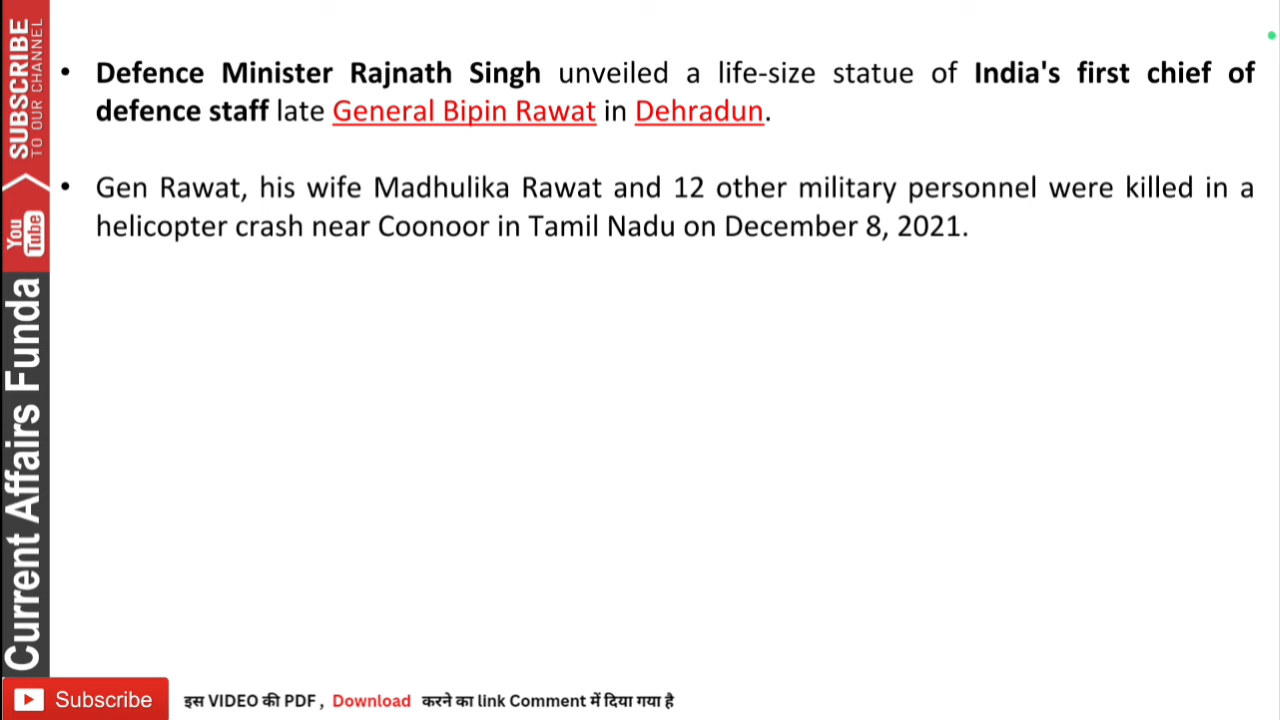 • Defence Minister Rajnath Singh unveiled a life-size statue of India's first chief of
defence staff late General Bipin Rawat in Dehradun.
• Gen Rawat, his wife Madhulika Rawat and 12 other military personnel were killed in a
helicopter crash near Coonoor in Tamil Nadu on December 8, 2021.
SUBSCRIBE
TO OUR CHANNEL
You
Tube
Current Affairs Funda
Subscribe
इस VIDEO की PDF , Download करने का link Comment में दिया गया है